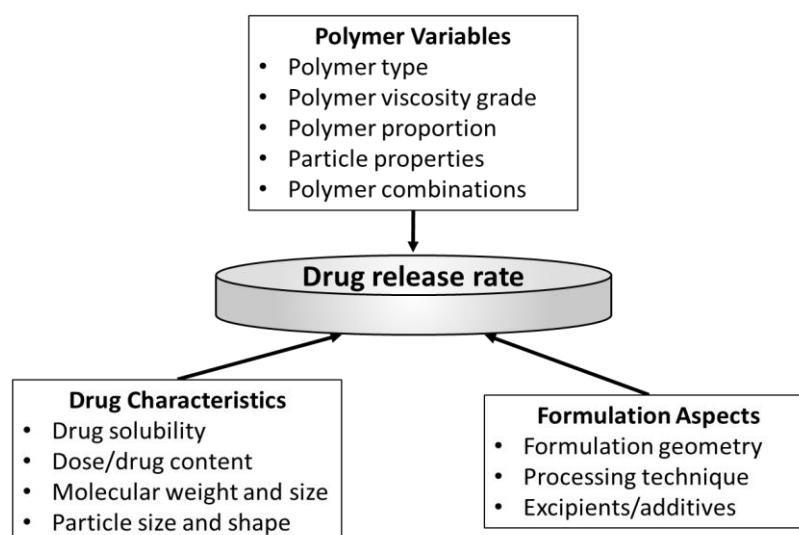 Polymer Variables
• Polymer type
• Polymer viscosity grade
• Polymer proportion
• Particle properties
• Polymer combinations
Drug release rate
Drug Characteristics
• Drug solubility
• Dose/drug content
• Molecular weight and size
• Particle size and shape
Formulation Aspects
• Formulation geometry
• Processing technique
• Excipients/additives